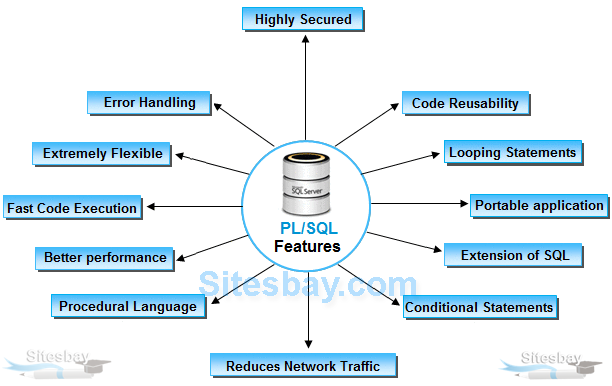 Highly Secured
Error Handling
Code Reusability
Extremely Flexible
Looping Statements
SQL Server
Fast Code Execution
Portable application
PL/SQL
Features
Better performance
Extension of SQL
Sitesbay.com
Procedural Language
Conditional Statements
Reduces Network Traffic
Sitesbay
Sitesbay